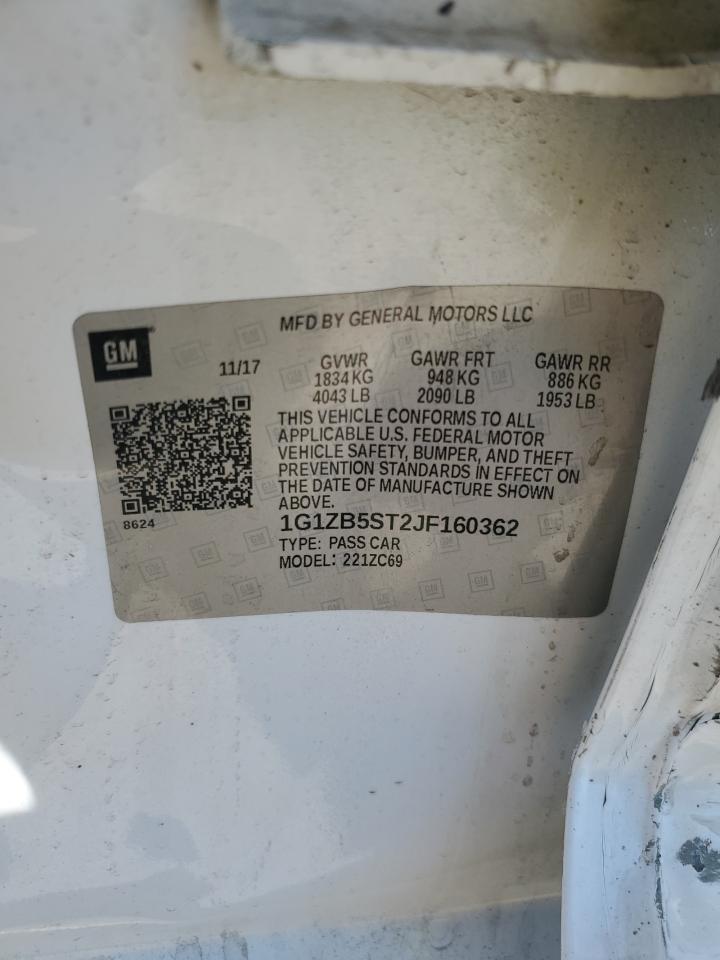 MFD BY GENERAL MOTORS LLC
GM
11/17
GVWR GAWR FRT GAWR RR
1834 KG 948 KG 886 KG
4043 LB 2090 LB 1953 LB
THIS VEHICLE CONFORMS TO ALL
APPLICABLE U.S. FEDERAL MOTOR
VEHICLE SAFETY, BUMPER, AND THEFT
PREVENTION STANDARDS IN EFFECT ON
THE DATE OF MANUFACTURE SHOWN
ABOVE.
8624
1G1ZB5ST2JF160362
TYPE: PASS CAR
MODEL: 221ZC69